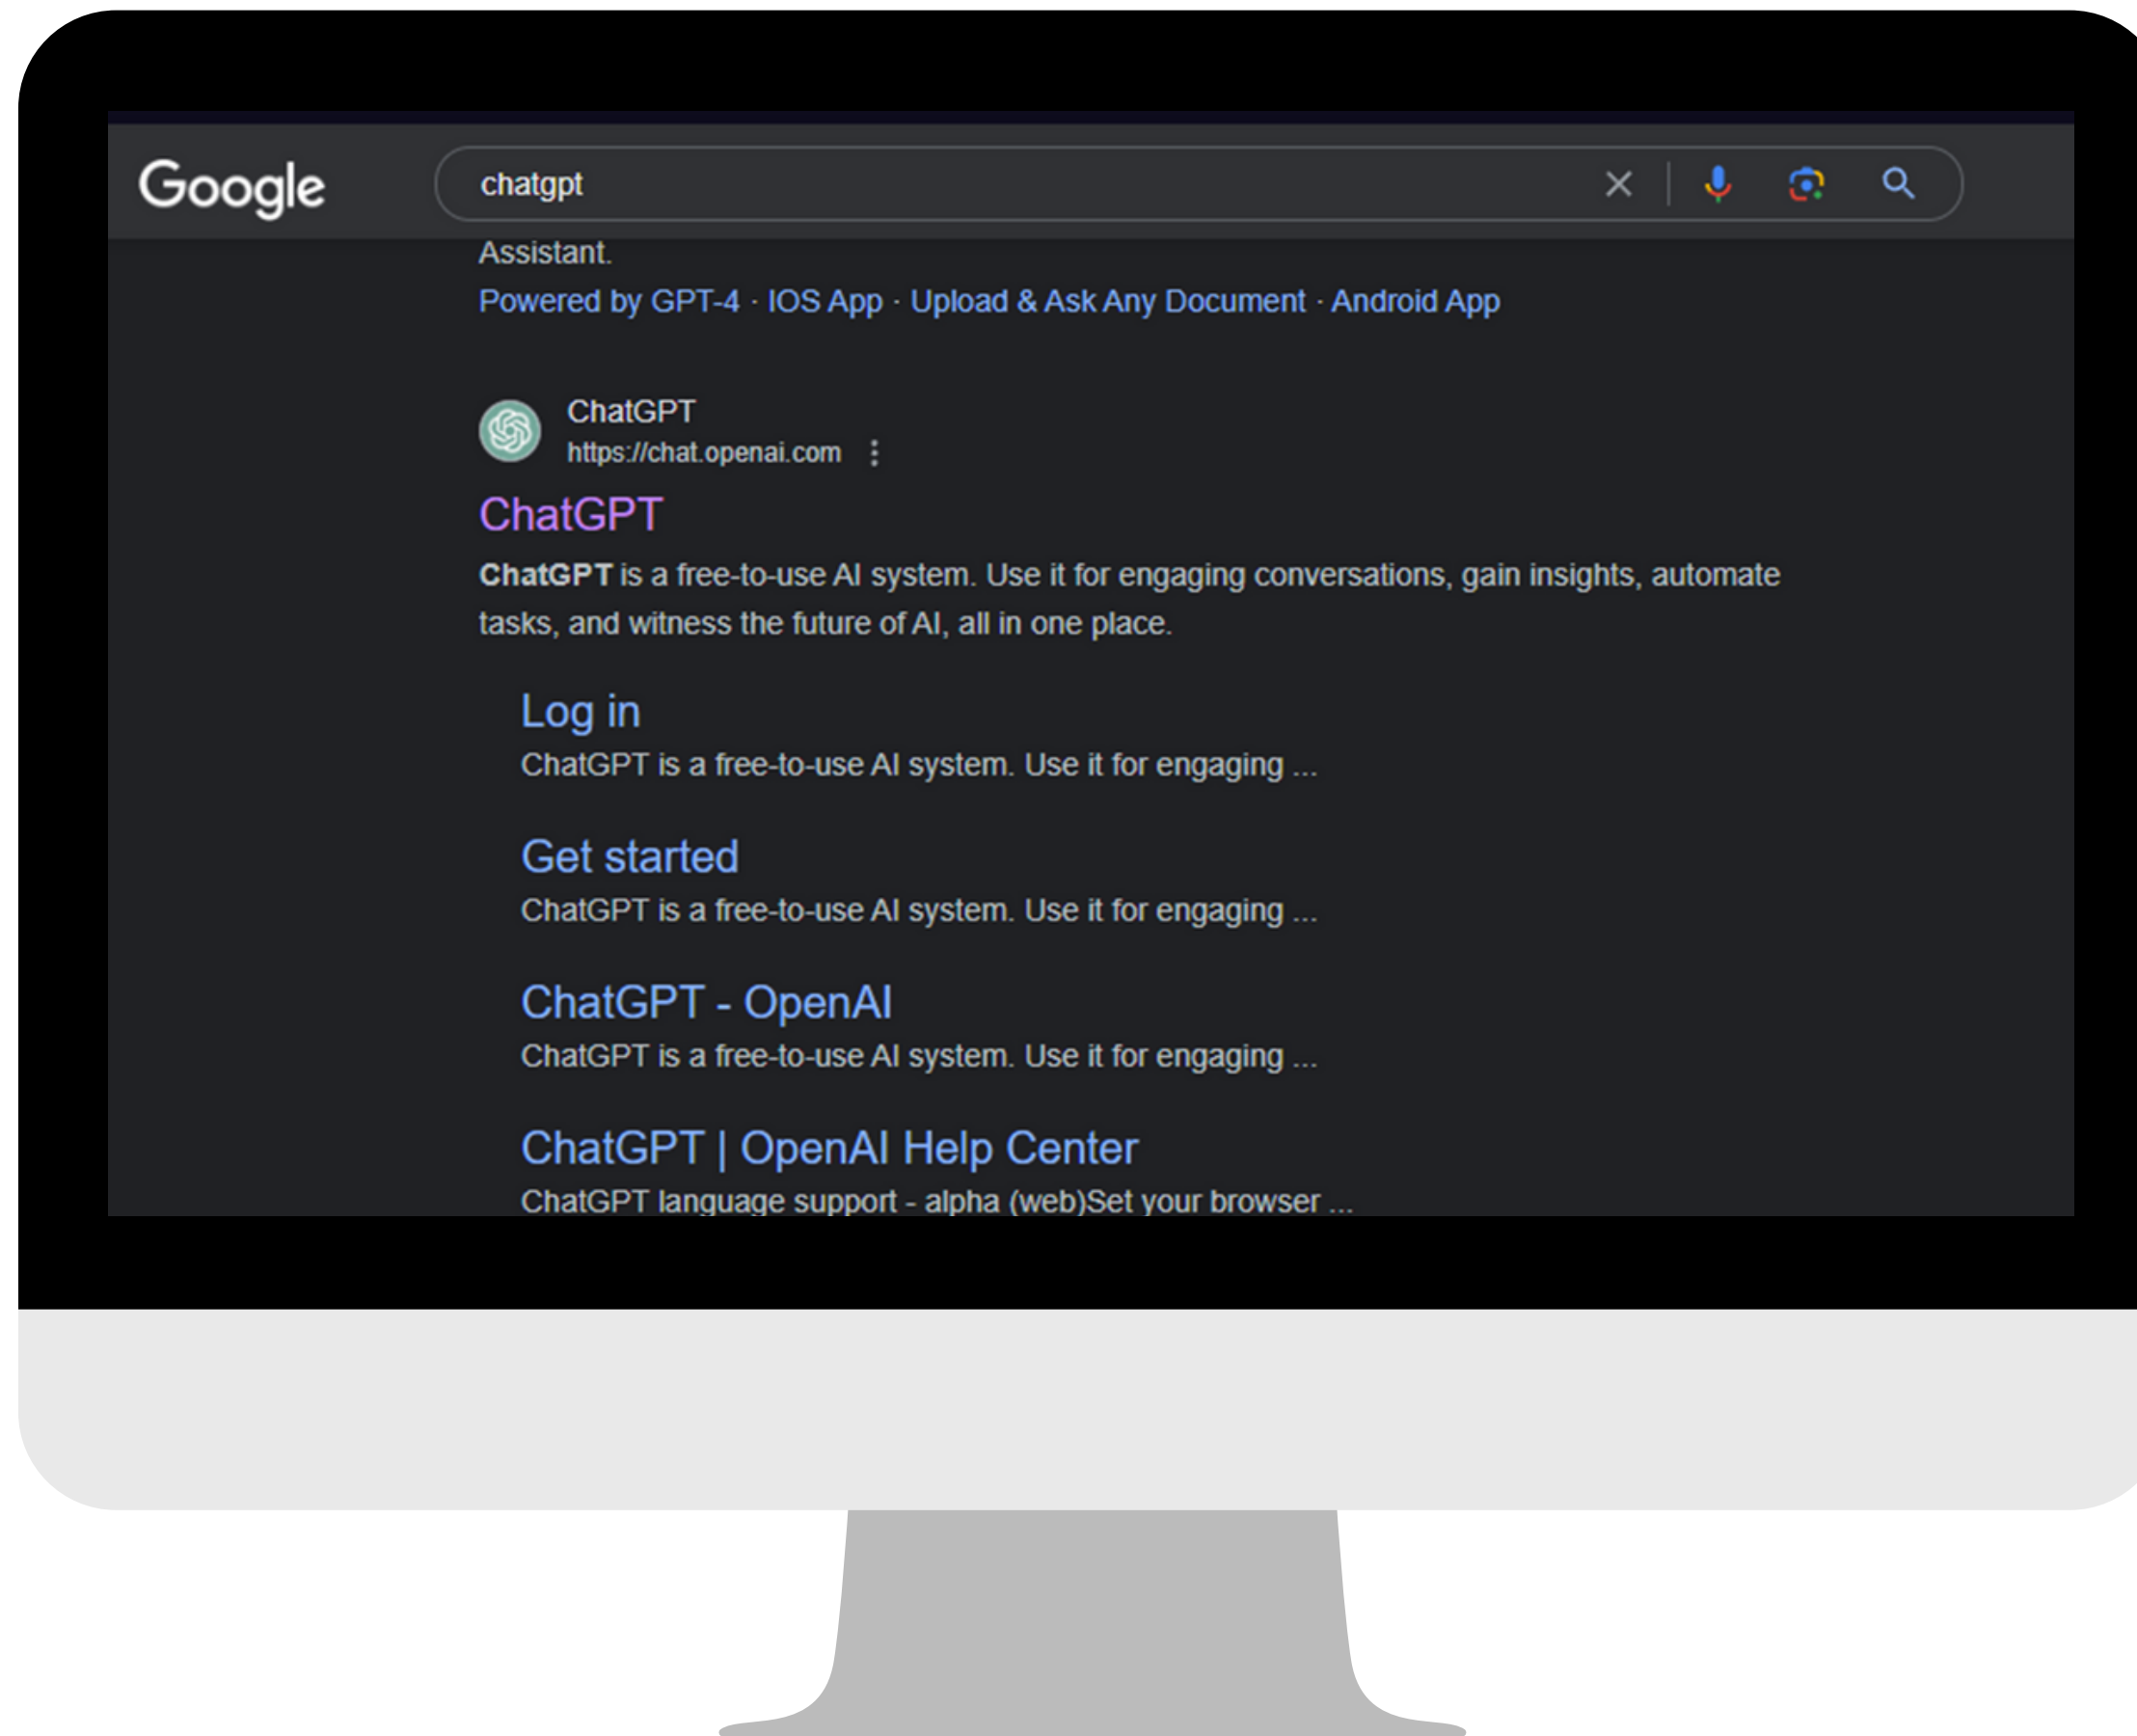 Google
chatgpt
Assistant.
Powered by GPT-4 · IOS App · Upload & Ask Any Document · Android App
ChatGPT
https://chat.openai.com
ChatGPT
ChatGPT is a free-to-use AI system. Use it for engaging conversations, gain insights, automate
tasks, and witness the future of AI, all in one place.
Log in
ChatGPT is a free-to-use AI system. Use it for engaging ...
Get started
ChatGPT is a free-to-use AI system. Use it for engaging ...
ChatGPT - OpenAI
ChatGPT is a free-to-use AI system. Use it for engaging ...
ChatGPT | OpenAI Help Center
ChatGPT language support - alpha (web)Set your browser ...